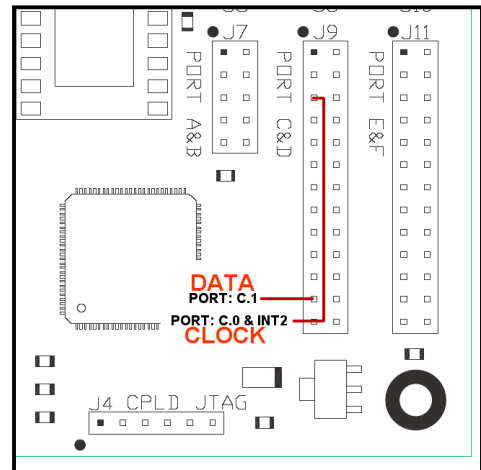 J7
J9
J11
PORT A&B
PORT C&D
PORT E&F
DATA
PORT: C.1
PORT: C.0 & INT2
CLOCK
J4 CPLD JTAG